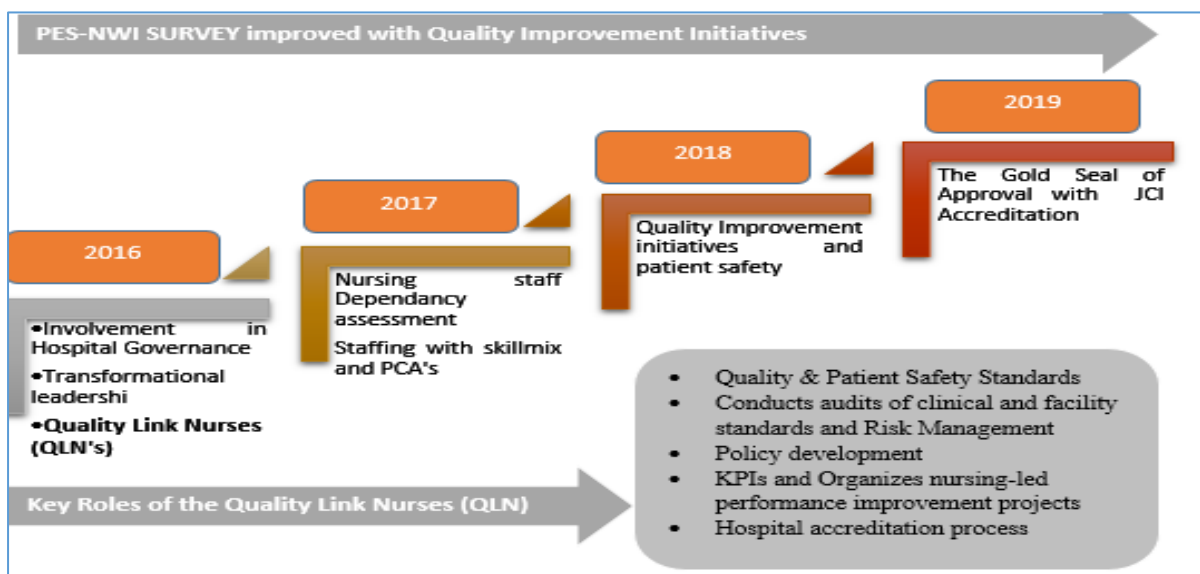 PES-NWI SURVEY improved with Quality Improvement Initiatives
2016
•Involvement in
Hospital Governance
•Transformational
leadershi
•Quality Link Nurses
(QLN's)
2017
Nursing staff
Dependancy
assessment
Staffing with skillmix
and PCA's
2018
Quality Improvement
initiatives and
patient safety
2019
The Gold Seal of
Approval with JCI
Accreditation
Key Roles of the Quality Link Nurses (QLN)
• Quality & Patient Safety Standards
• Conducts audits of clinical and facility
standards and Risk Management
• Policy development
• KPIs and Organizes nursing-led
performance improvement projects
• Hospital accreditation process